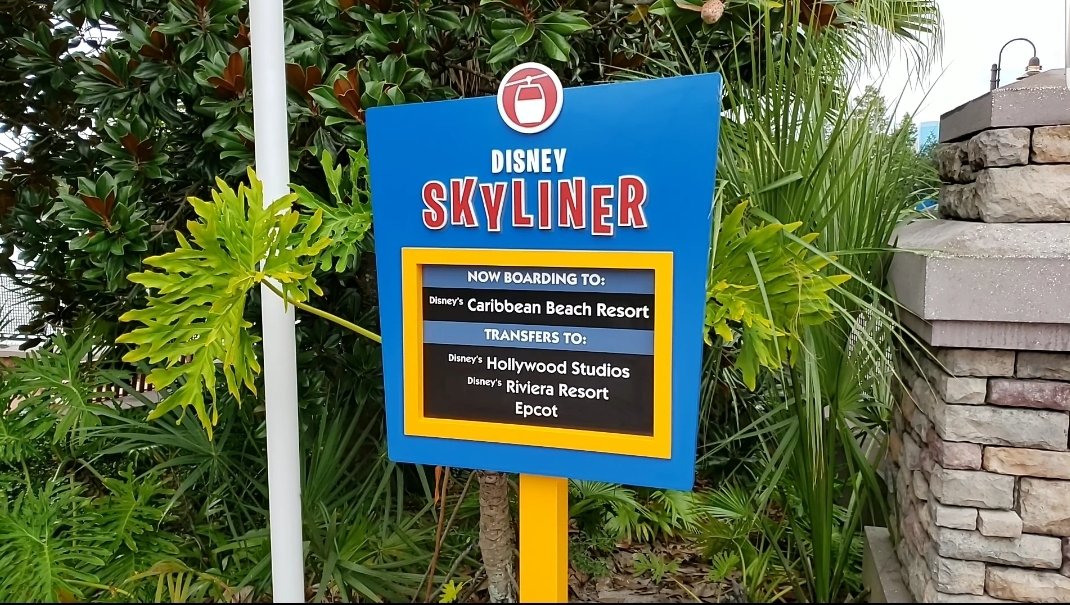 DISNEY
SKYLINER
NOW BOARDING TO:
Disney's Caribbean Beach Resort
TRANSFERS TO:
Disney's Hollywood Studios
Disney's Riviera Resort
Epcot